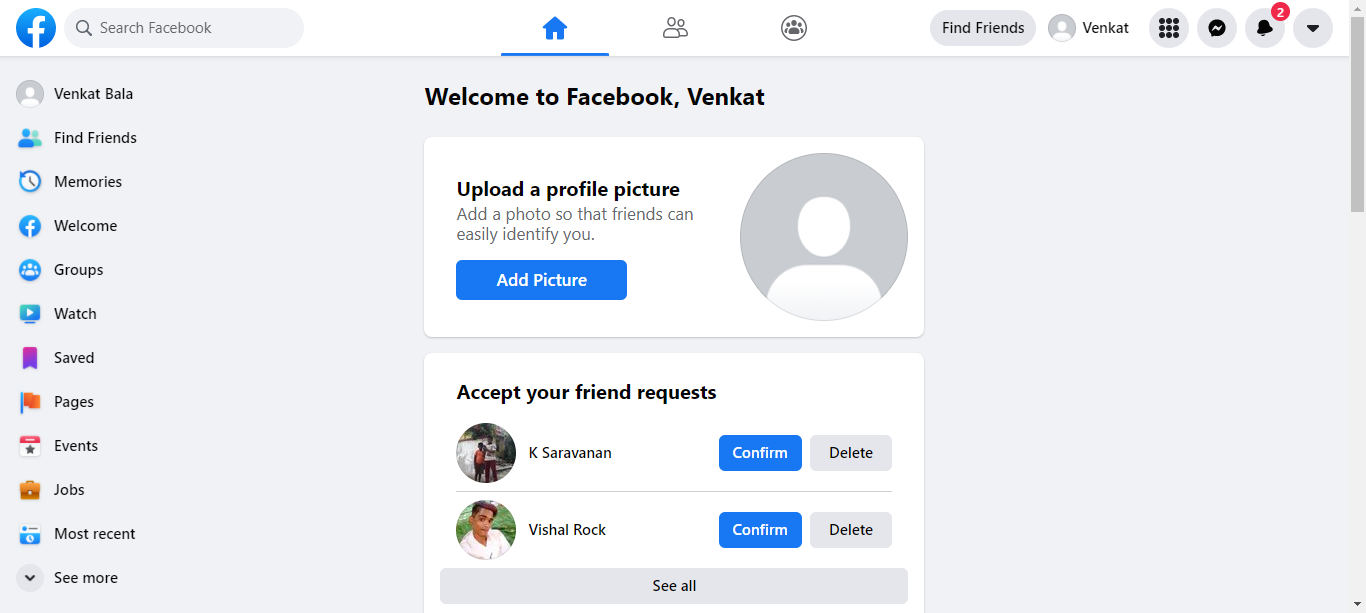 Search Facebook
Find Friends
Venkat
2
Venkat Bala
Find Friends
Memories
Welcome
Groups
Watch
Saved
Pages
Events
Jobs
Most recent
See more
Welcome to Facebook, Venkat
Upload a profile picture
Add a photo so that friends can
easily identify you.
Add Picture
Accept your friend requests
K Saravanan
Confirm
Delete
Vishal Rock
Confirm
Delete
See all